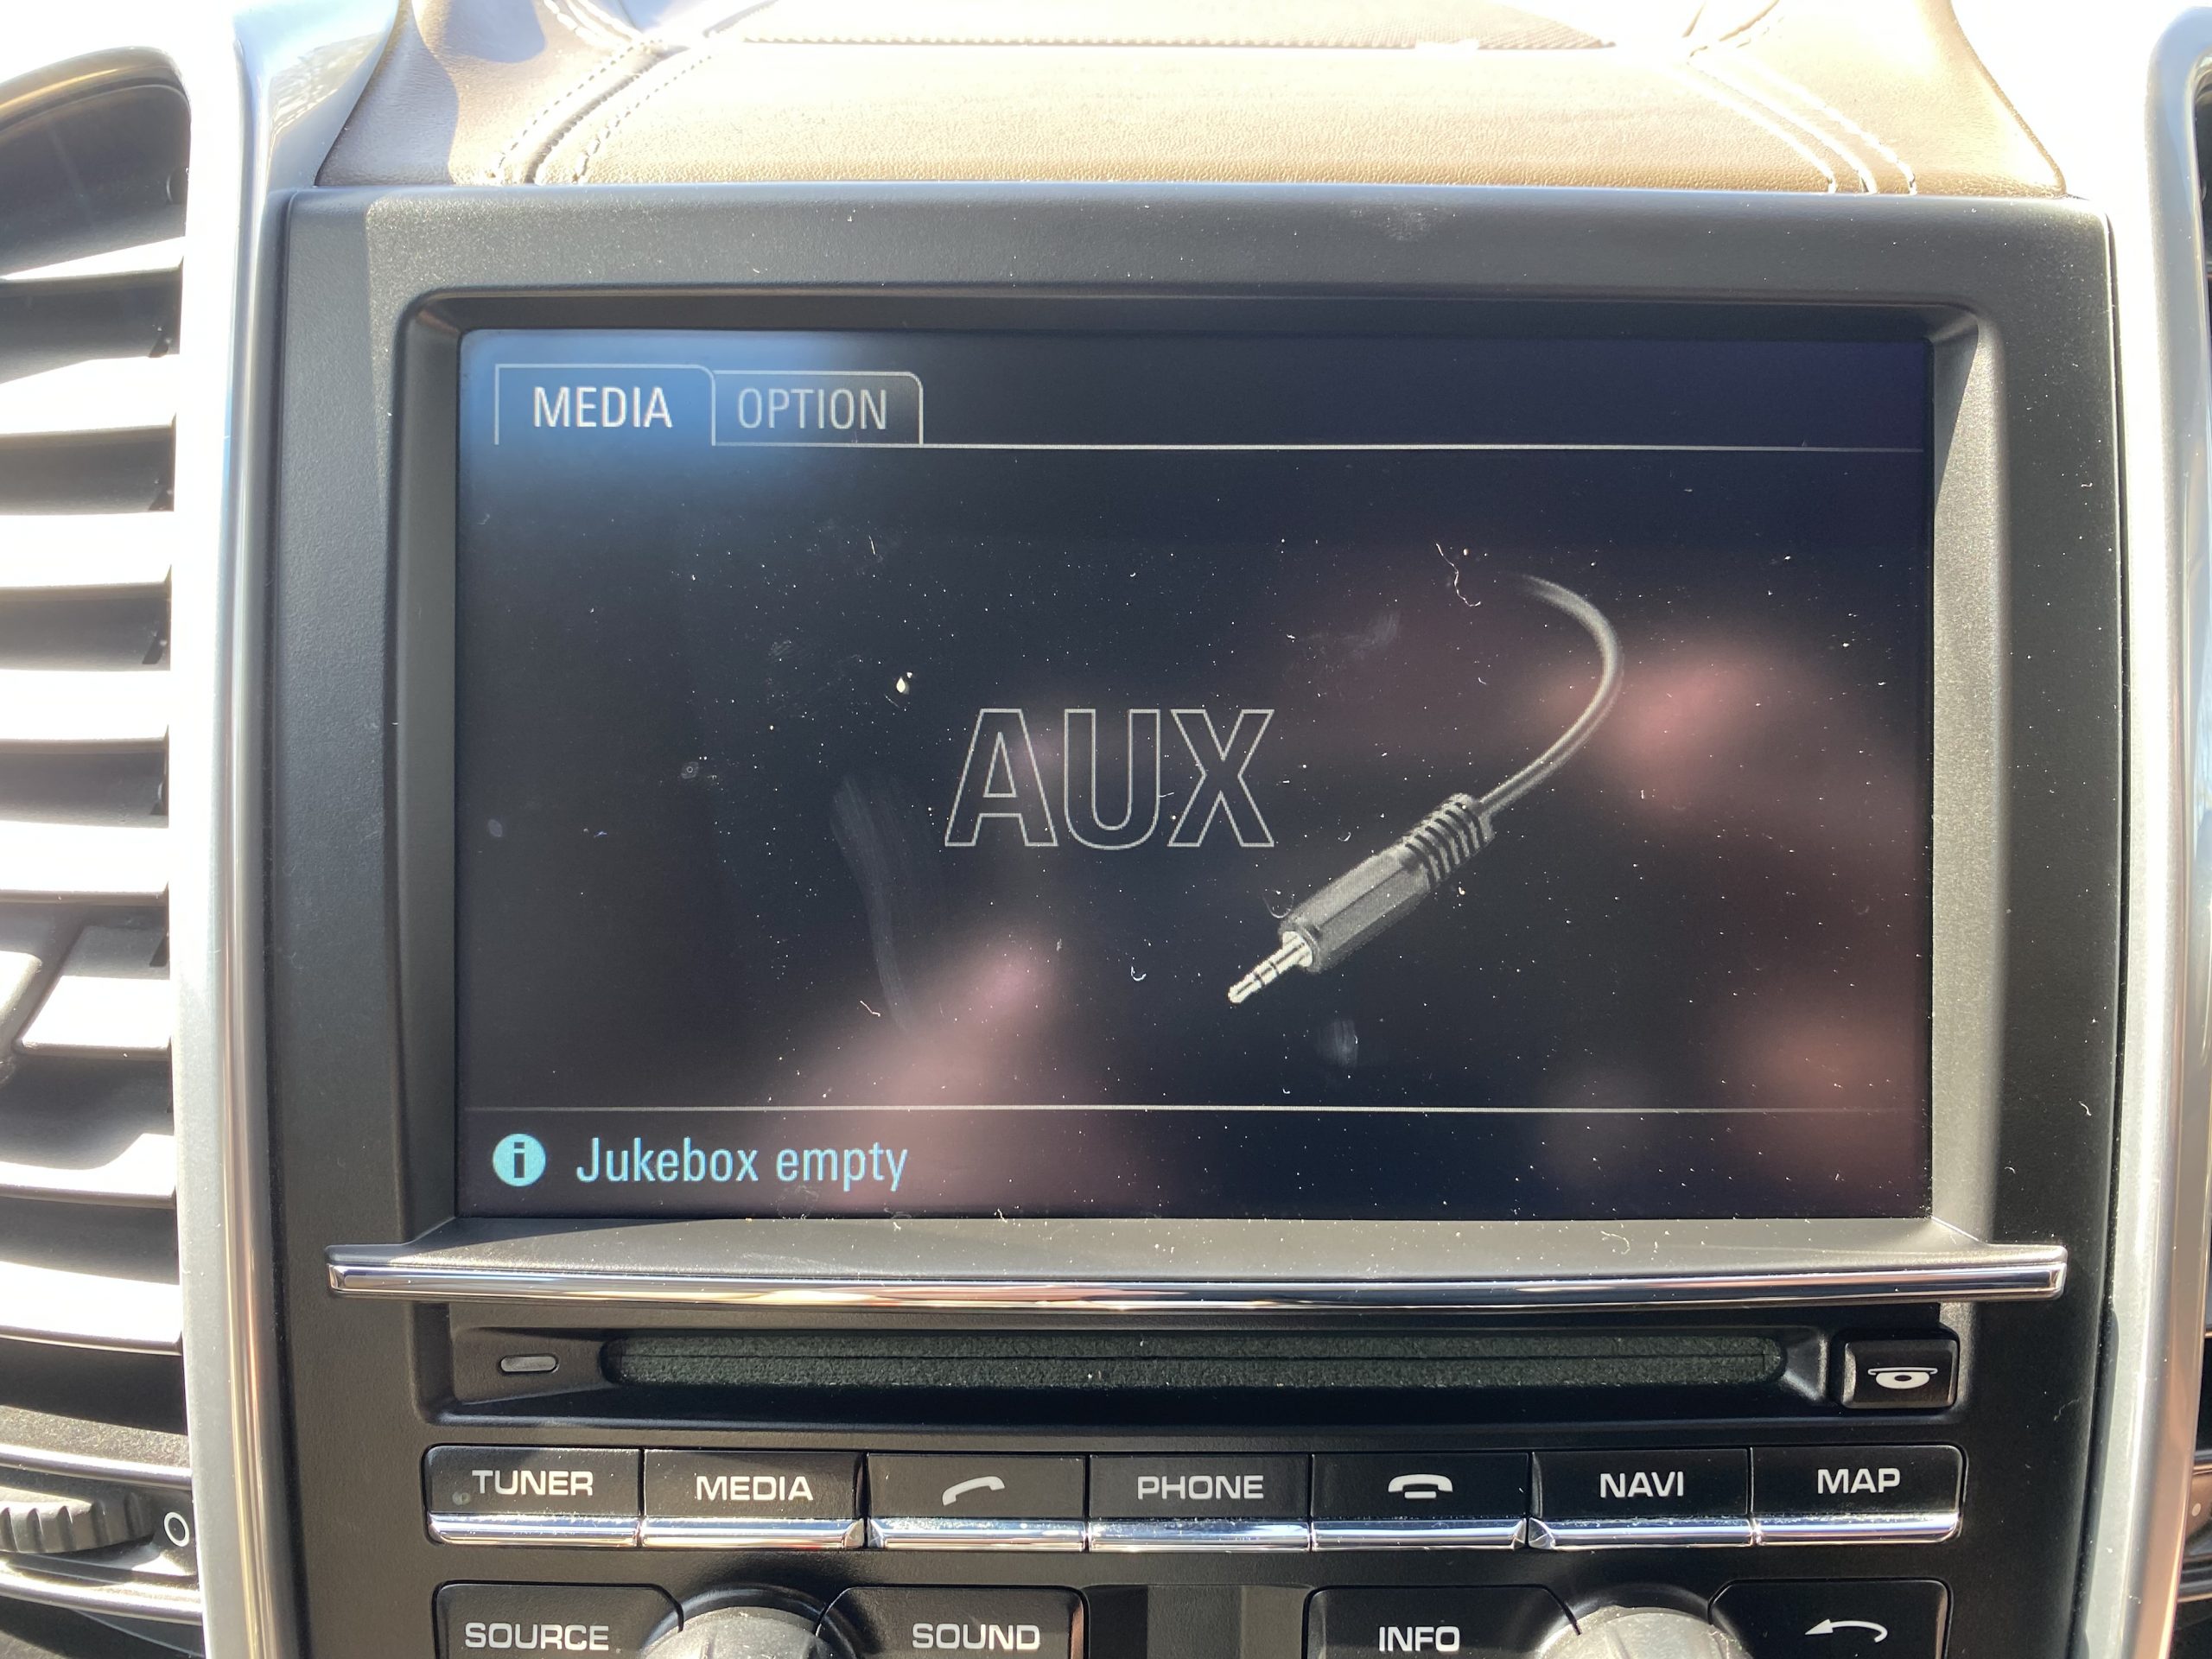 MEDIA OPTION
AUX
Jukebox empty
TUNER MEDIA PHONE NAVI MAP
SOURCE SOUND INFO